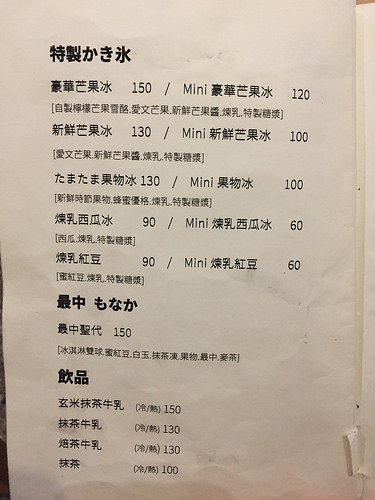 特製かき氷
豪華芒果冰 150 / Mini 豪華芒果冰 120
[自製檸檬芒果雪酪,愛文芒果,新鮮芒果醬,煉乳,特製糖漿]
新鮮芒果冰 130 / Mini 新鮮芒果冰 100
[愛文芒果,新鮮芒果醬,煉乳,特製糖漿]
たまたま果物冰 130 / Mini 果物冰 100
[新鮮時節果物,蜂蜜優格,煉乳,特製糖漿]
煉乳西瓜冰 90 / Mini 煉乳西瓜冰 60
[西瓜,煉乳,特製糖漿]
煉乳紅豆 90 / Mini 煉乳紅豆 60
[蜜紅豆,煉乳,特製糖漿]
最中 もなか
最中聖代 150
[冰淇淋雙球,蜜紅豆,白玉,抹茶凍,果物,最中,麥茶]
飲品
玄米抹茶牛乳 (冷/熱) 150
抹茶牛乳 (冷/熱) 130
焙茶牛乳 (冷/熱) 130
抹茶 (冷/熱) 100